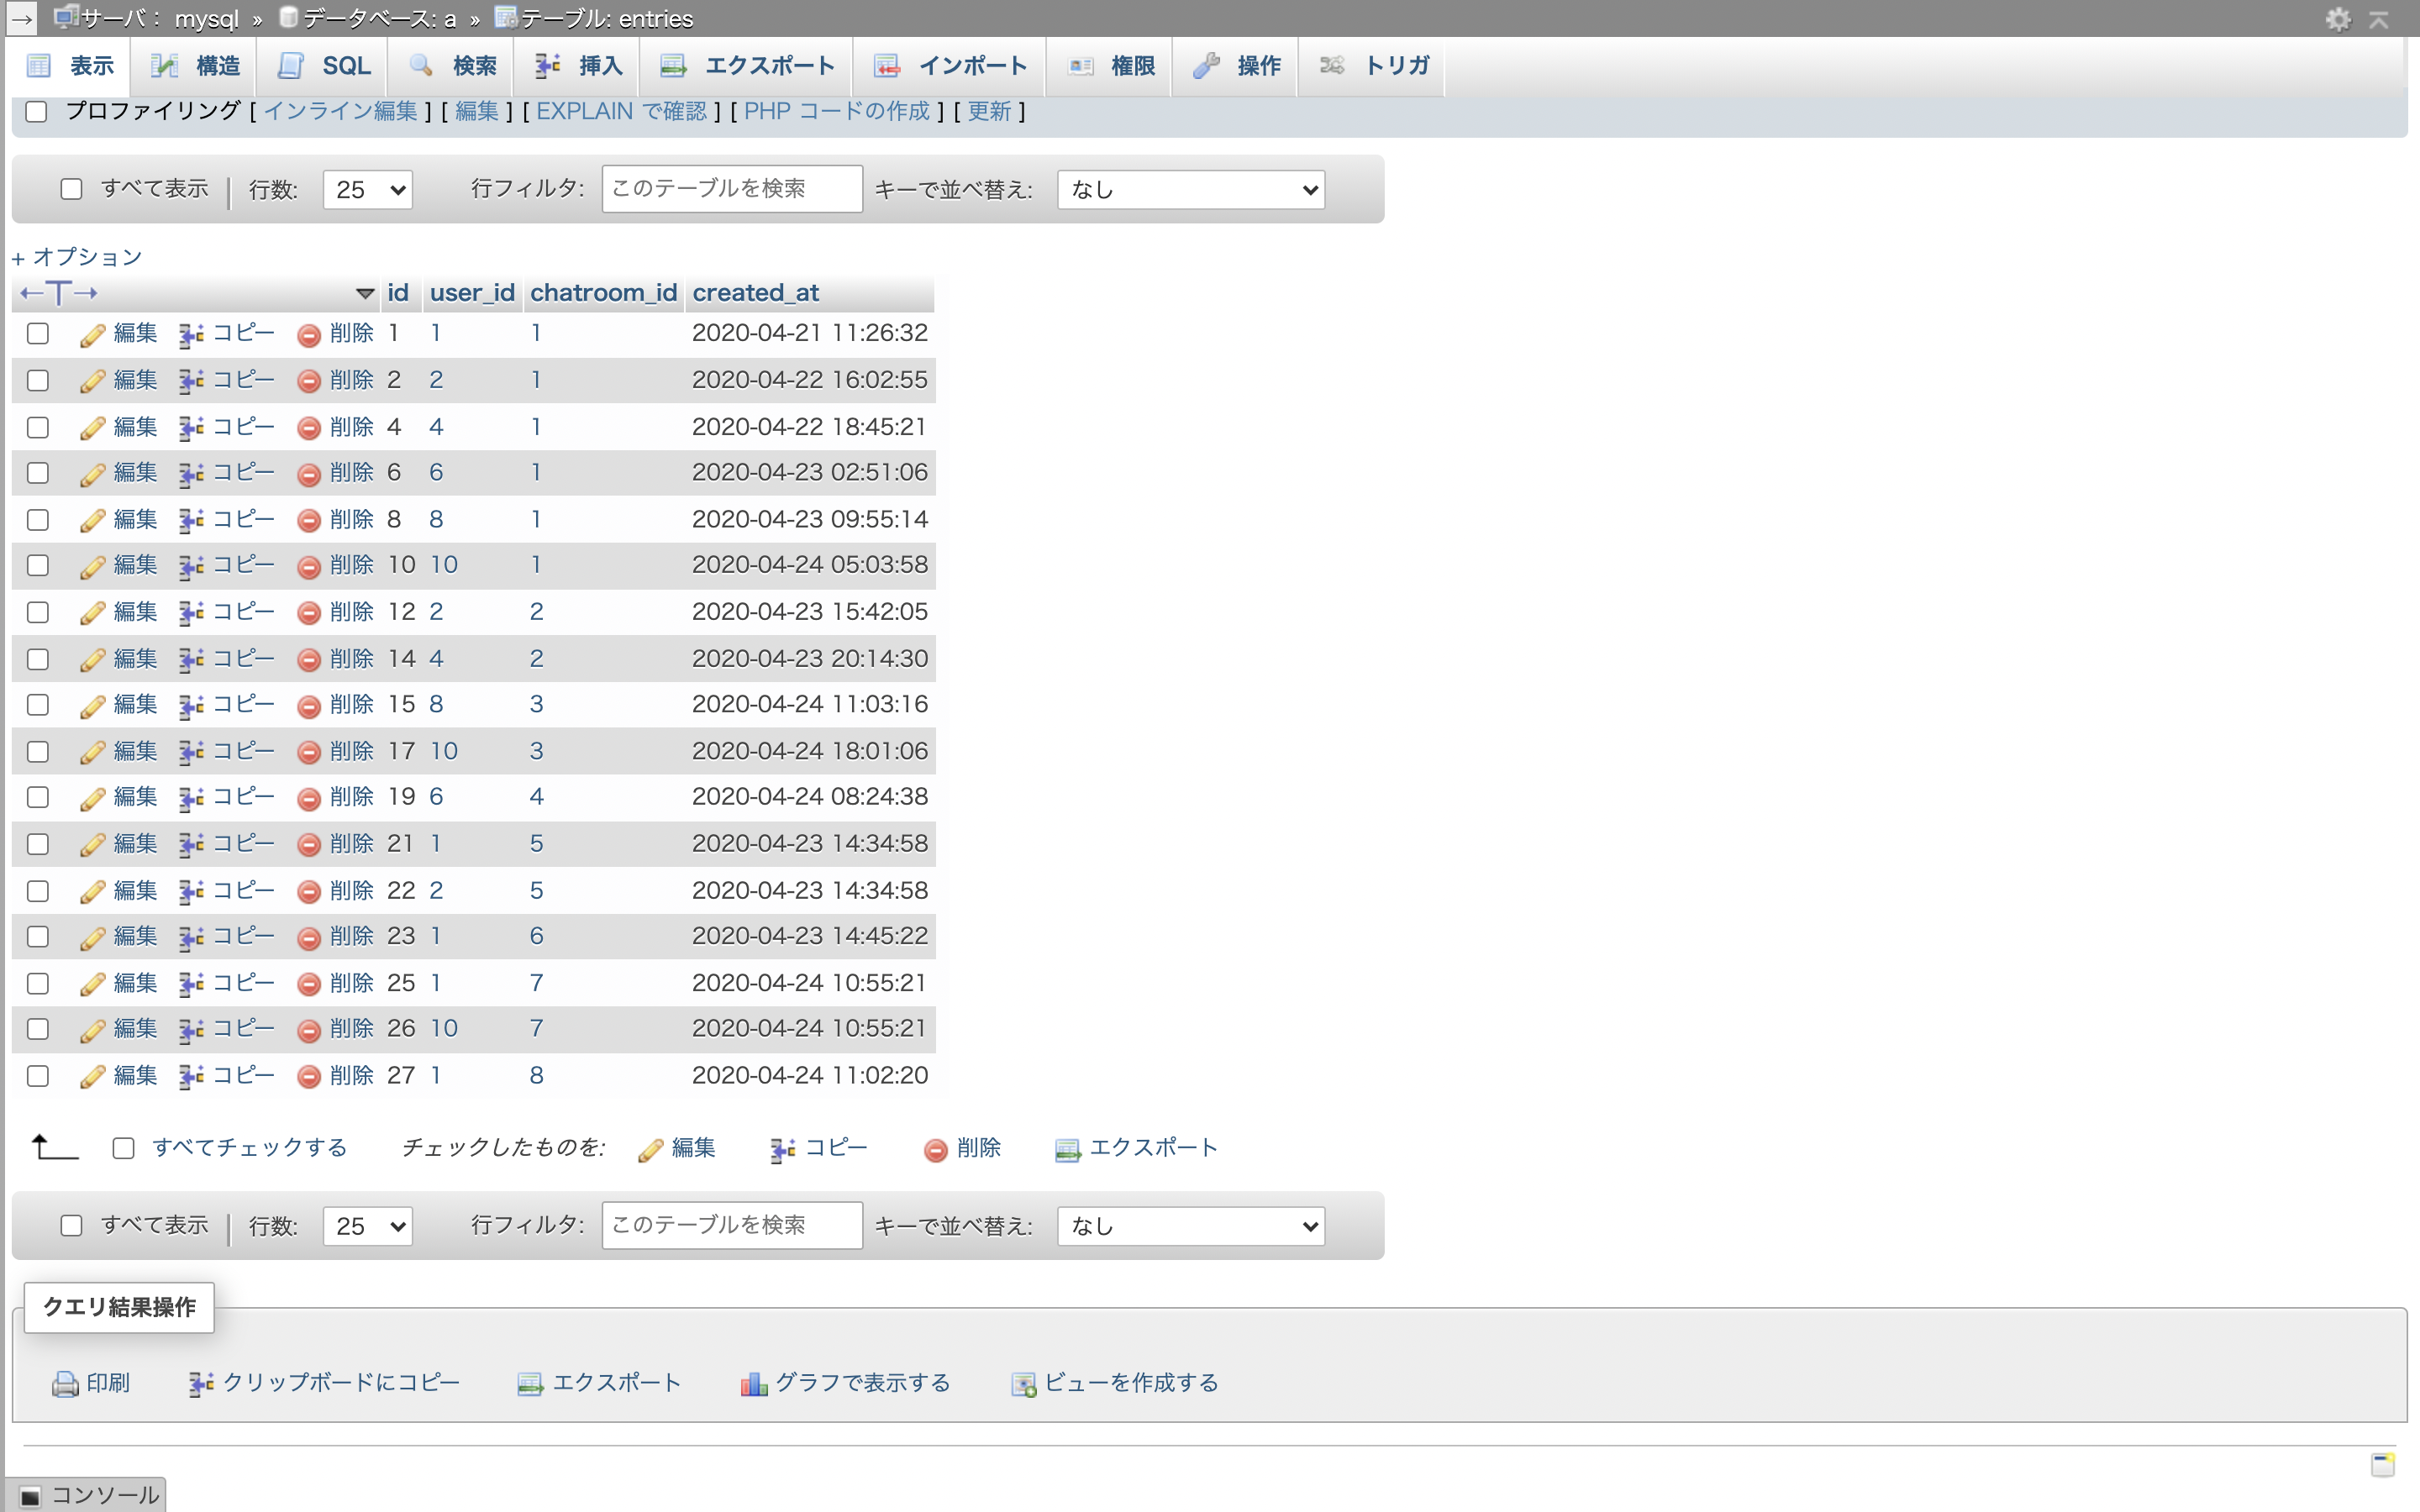 サーバ： mysql » データベース: a » テーブル: entries
表示 構造 SQL 検索 挿入 エクスポート インポート 権限 操作 トリガ
プロファイリング [ インライン編集 ] [ 編集 ] [ EXPLAIN で確認 ] [ PHP コードの作成 ] [ 更新 ]
すべて表示 | 行数: 25 行フィルタ: このテーブルを検索 キーで並べ替え: なし
+ オプション
←T→ id user_id chatroom_id created_at
編集 コピー 削除 1 1 1 2020-04-21 11:26:32
編集 コピー 削除 2 2 1 2020-04-22 16:02:55
編集 コピー 削除 4 4 1 2020-04-22 18:45:21
編集 コピー 削除 6 6 1 2020-04-23 02:51:06
編集 コピー 削除 8 8 1 2020-04-23 09:55:14
編集 コピー 削除 10 10 1 2020-04-24 05:03:58
編集 コピー 削除 12 2 2 2020-04-23 15:42:05
編集 コピー 削除 14 4 2 2020-04-23 20:14:30
編集 コピー 削除 15 8 3 2020-04-24 11:03:16
編集 コピー 削除 17 10 3 2020-04-24 18:01:06
編集 コピー 削除 19 6 4 2020-04-24 08:24:38
編集 コピー 削除 21 1 5 2020-04-23 14:34:58
編集 コピー 削除 22 2 5 2020-04-23 14:34:58
編集 コピー 削除 23 1 6 2020-04-23 14:45:22
編集 コピー 削除 25 1 7 2020-04-24 10:55:21
編集 コピー 削除 26 10 7 2020-04-24 10:55:21
編集 コピー 削除 27 1 8 2020-04-24 11:02:20
すべてチェックする チェックしたものを: 編集 コピー 削除 エクスポート
すべて表示 | 行数: 25 行フィルタ: このテーブルを検索 キーで並べ替え: なし
クエリ結果操作
印刷 クリップボードにコピー エクスポート グラフで表示する ビューを作成する
コンソール